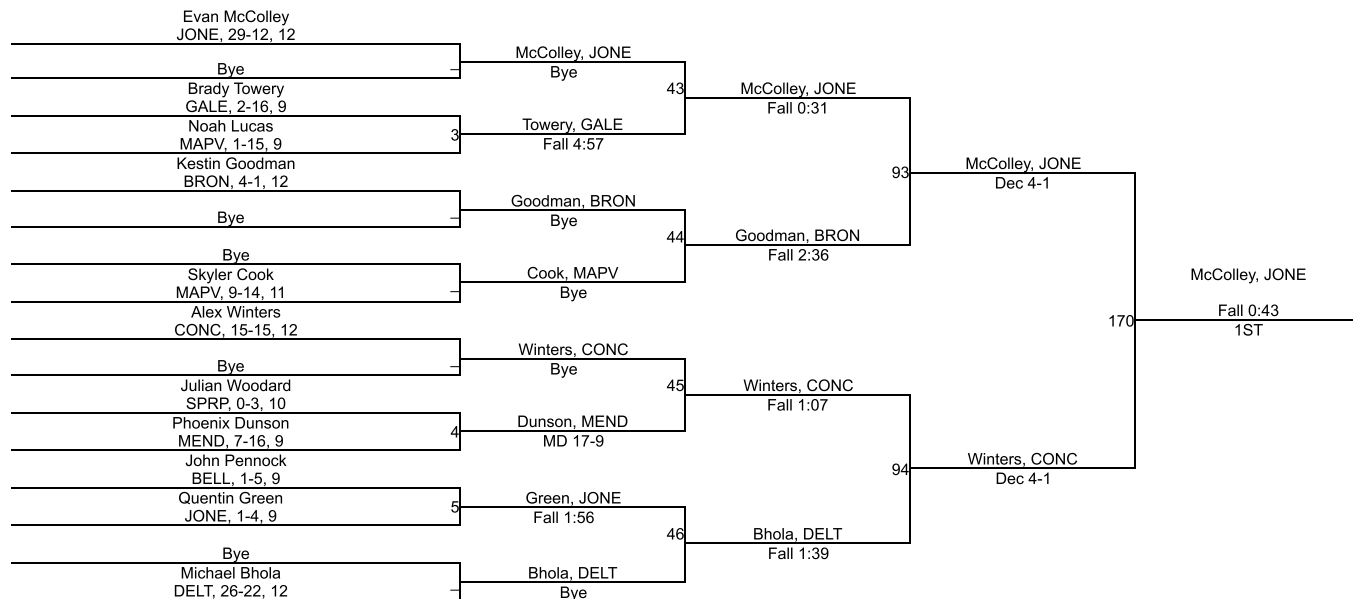 Evan McColley
JONE, 29-12, 12
Bye
Brady Towery
GALE, 2-16, 9
Noah Lucas
MAPV, 1-15, 9
Kestin Goodman
BRON, 4-1, 12
Bye
Bye
Skyler Cook
MAPV, 9-14, 11
Alex Winters
CONC, 15-15, 12
Bye
Julian Woodard
SPRP, 0-3, 10
Phoenix Dunson
MEND, 7-16, 9
John Pennock
BELL, 1-5, 9
Quentin Green
JONE, 1-4, 9
Bye
Michael Bhola
DELT, 26-22, 12
–
3
–
–
–
4
5
–
McColley, JONE
Bye
Towery, GALE
Fall 4:57
Goodman, BRON
Bye
Cook, MAPV
Bye
Winters, CONC
Bye
Dunson, MEND
MD 17-9
Green, JONE
Fall 1:56
Bhola, DELT
Bye
43
44
45
46
McColley, JONE
Fall 0:31
Goodman, BRON
Fall 2:36
Winters, CONC
Fall 1:07
Bhola, DELT
Fall 1:39
93
94
McColley, JONE
Dec 4-1
Winters, CONC
Dec 4-1
170
McColley, JONE
Fall 0:43
1ST